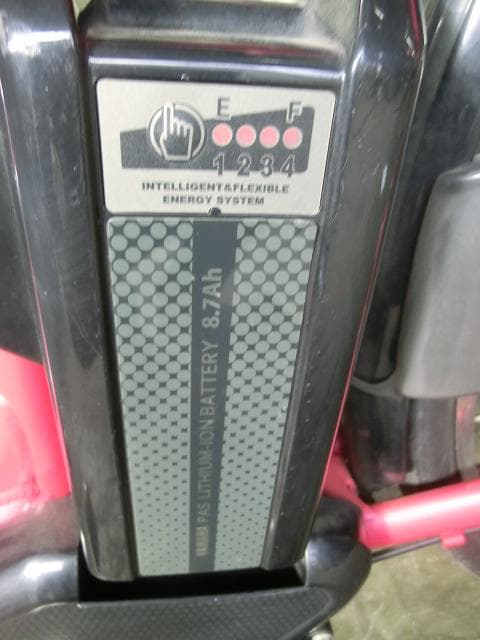 E F
1 2 3 4
INTELLIGENT&FLEXIBLE
ENERGY SYSTEM
YAMAHA PAS LITHIUM-ION BATTERY 8.7Ah